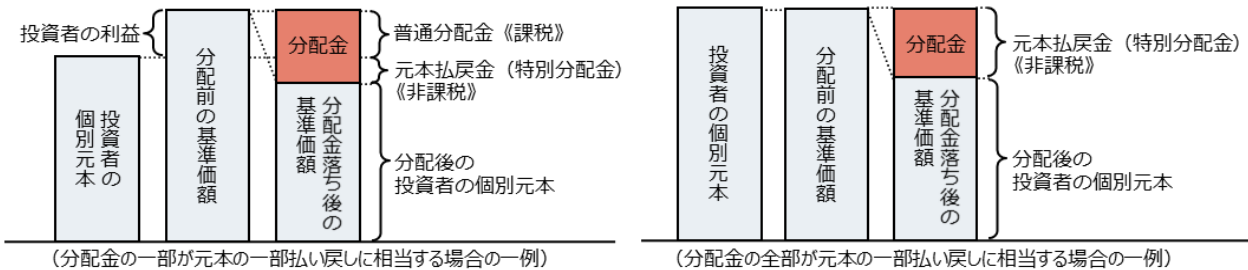 投資者の利益
投資者の
個別元本
分配前の基準価額
分配金
分配金落ち後の
基準価額
普通分配金《課税》
元本払戻金（特別分配金）
《非課税》
分配後の
投資者の個別元本
（分配金の一部が元本の一部払い戻しに相当する場合の一例）
投資者の個別元本
分配前の基準価額
分配金
分配金落ち後の
基準価額
元本払戻金（特別分配金）
《非課税》
分配後の
投資者の個別元本
（分配金の全部が元本の一部払い戻しに相当する場合の一例）